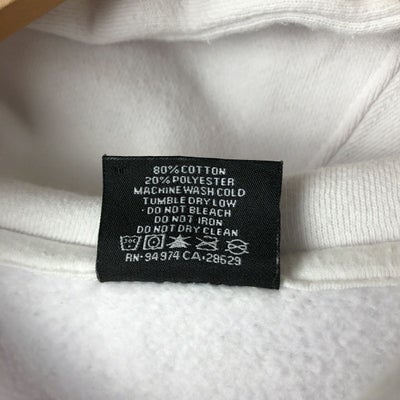 80% COTTON
20% POLYESTER
MACHINE WASH COLD
TUMBLE DRY LOW
· DO NOT BLEACH
DO NOT IRON
DO NOT DRY CLEAN
RN·94974 CA·28629